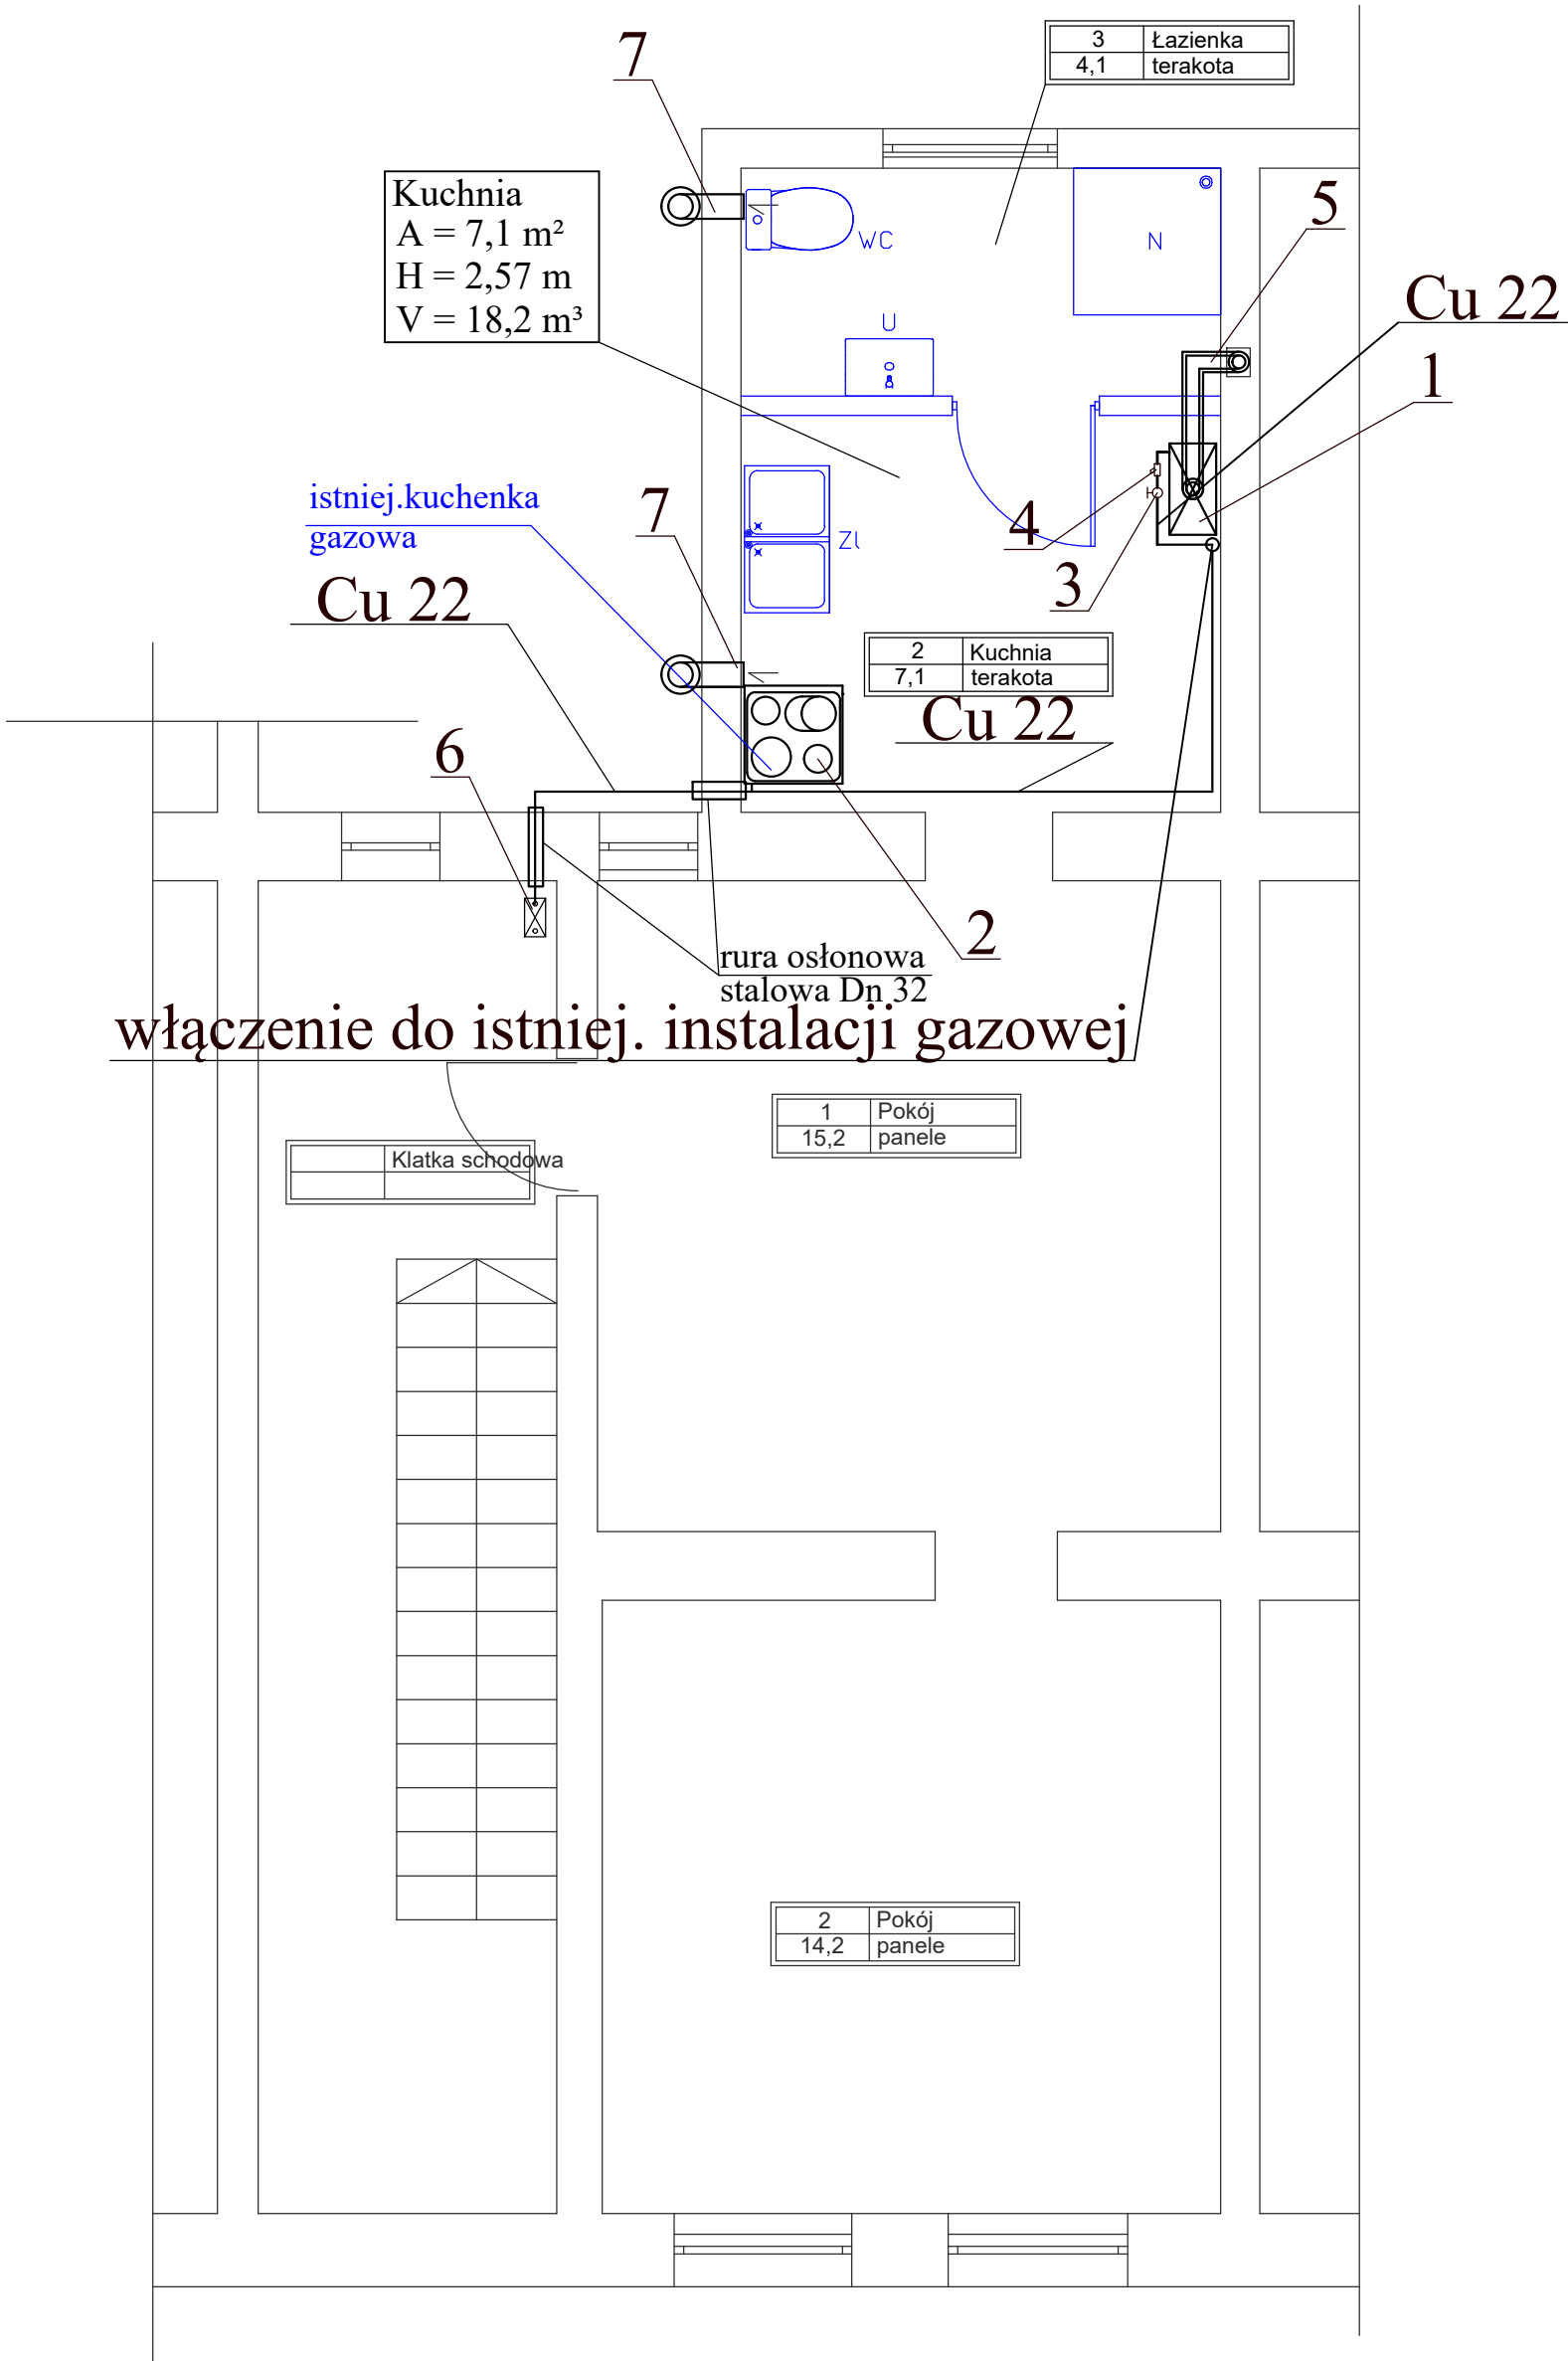 3 Łazienka
4,1 terakota
7
Kuchnia
A = 7,1 m²
H = 2,57 m
V = 18,2 m³
WC
N
5
Cu 22
U
1
istniej.kuchenka
gazowa
7
4
Zl
3
Cu 22
2 Kuchnia
7,1 terakota
Cu 22
6
2
rura osłonowa
stalowa Dn 32
włączenie do istniej. instalacji gazowej
1 Pokój
15,2 panele
Klatka schodowa
2 Pokój
14,2 panele